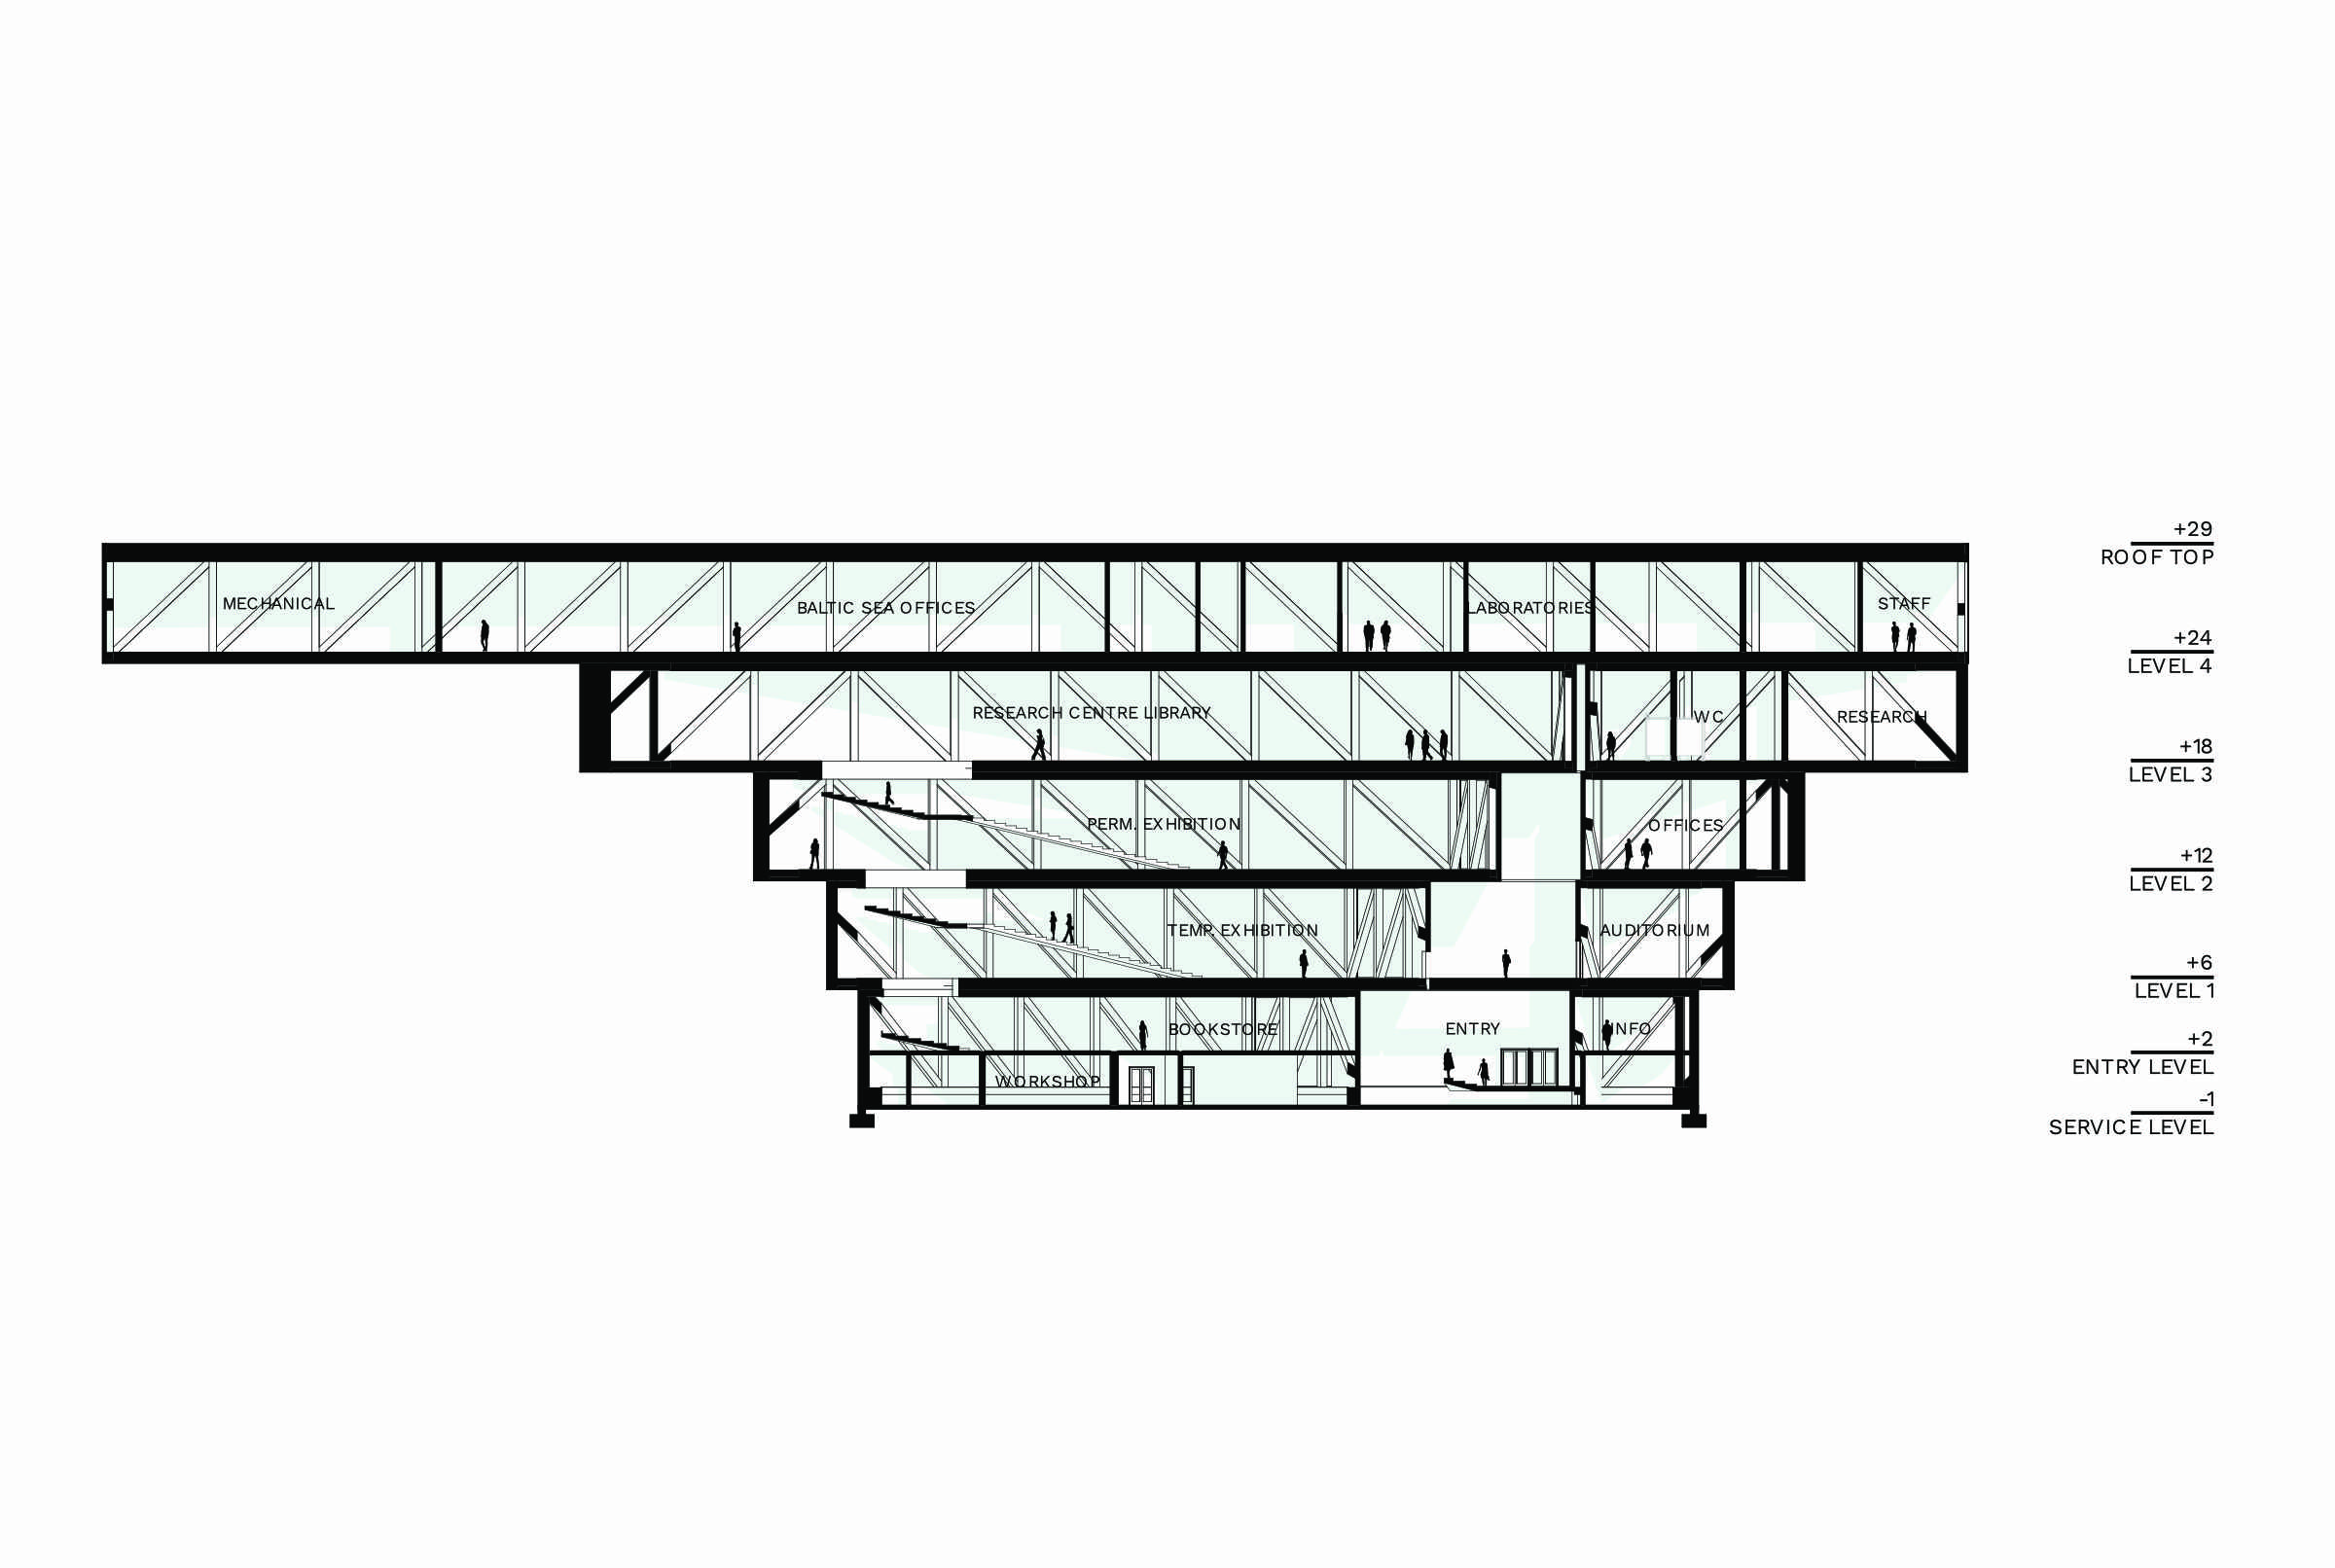 +29
ROOF TOP
MECHANICAL
BALTIC SEA OFFICES
LABORATORIES
STAFF
+24
LEVEL 4
RESEARCH CENTRE LIBRARY
WC
RESEARCH
+18
LEVEL 3
PERM. EXHIBITION
OFFICES
+12
LEVEL 2
TEMP. EXHIBITION
AUDITORIUM
+6
LEVEL 1
BOOKSTORE
ENTRY
INFO
+2
ENTRY LEVEL
WORKSHOP
-1
SERVICE LEVEL